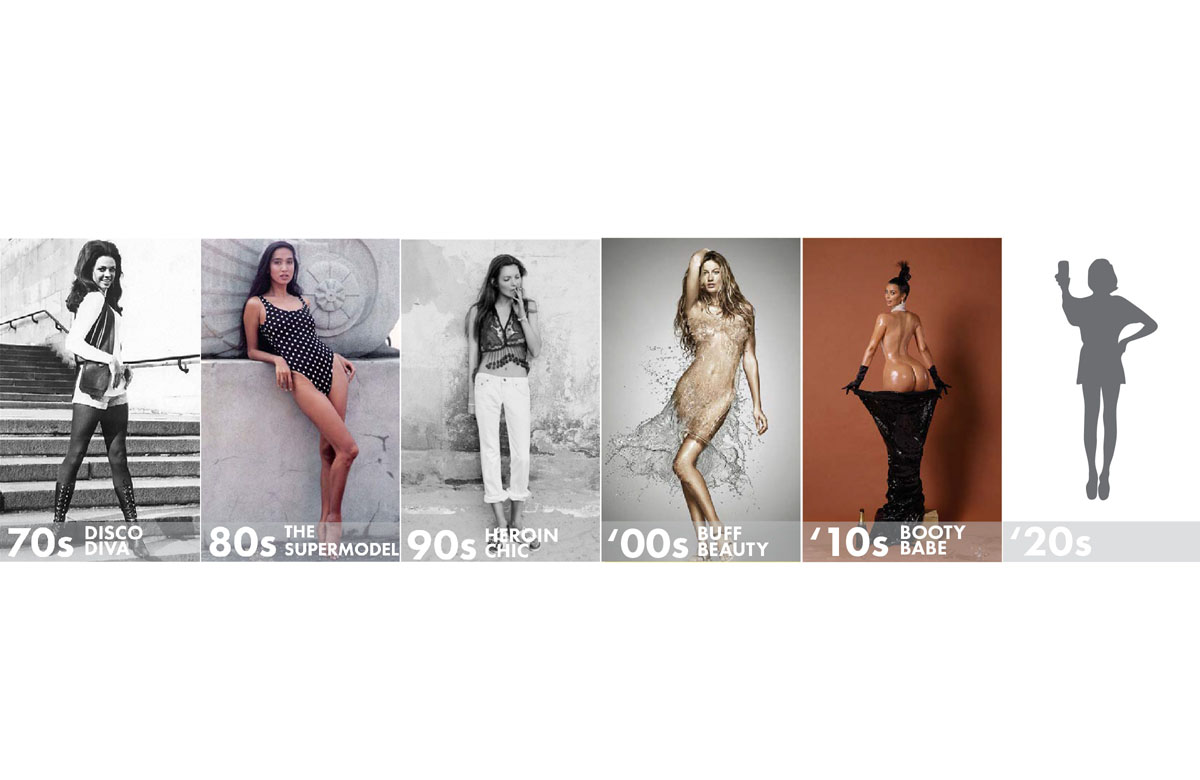 70s DISCO
DIVA
80s THE
SUPERMODEL
90s HEROIN
CHIC
‘00s BUFF
BEAUTY
‘10s BOOTY
BABE
‘20s